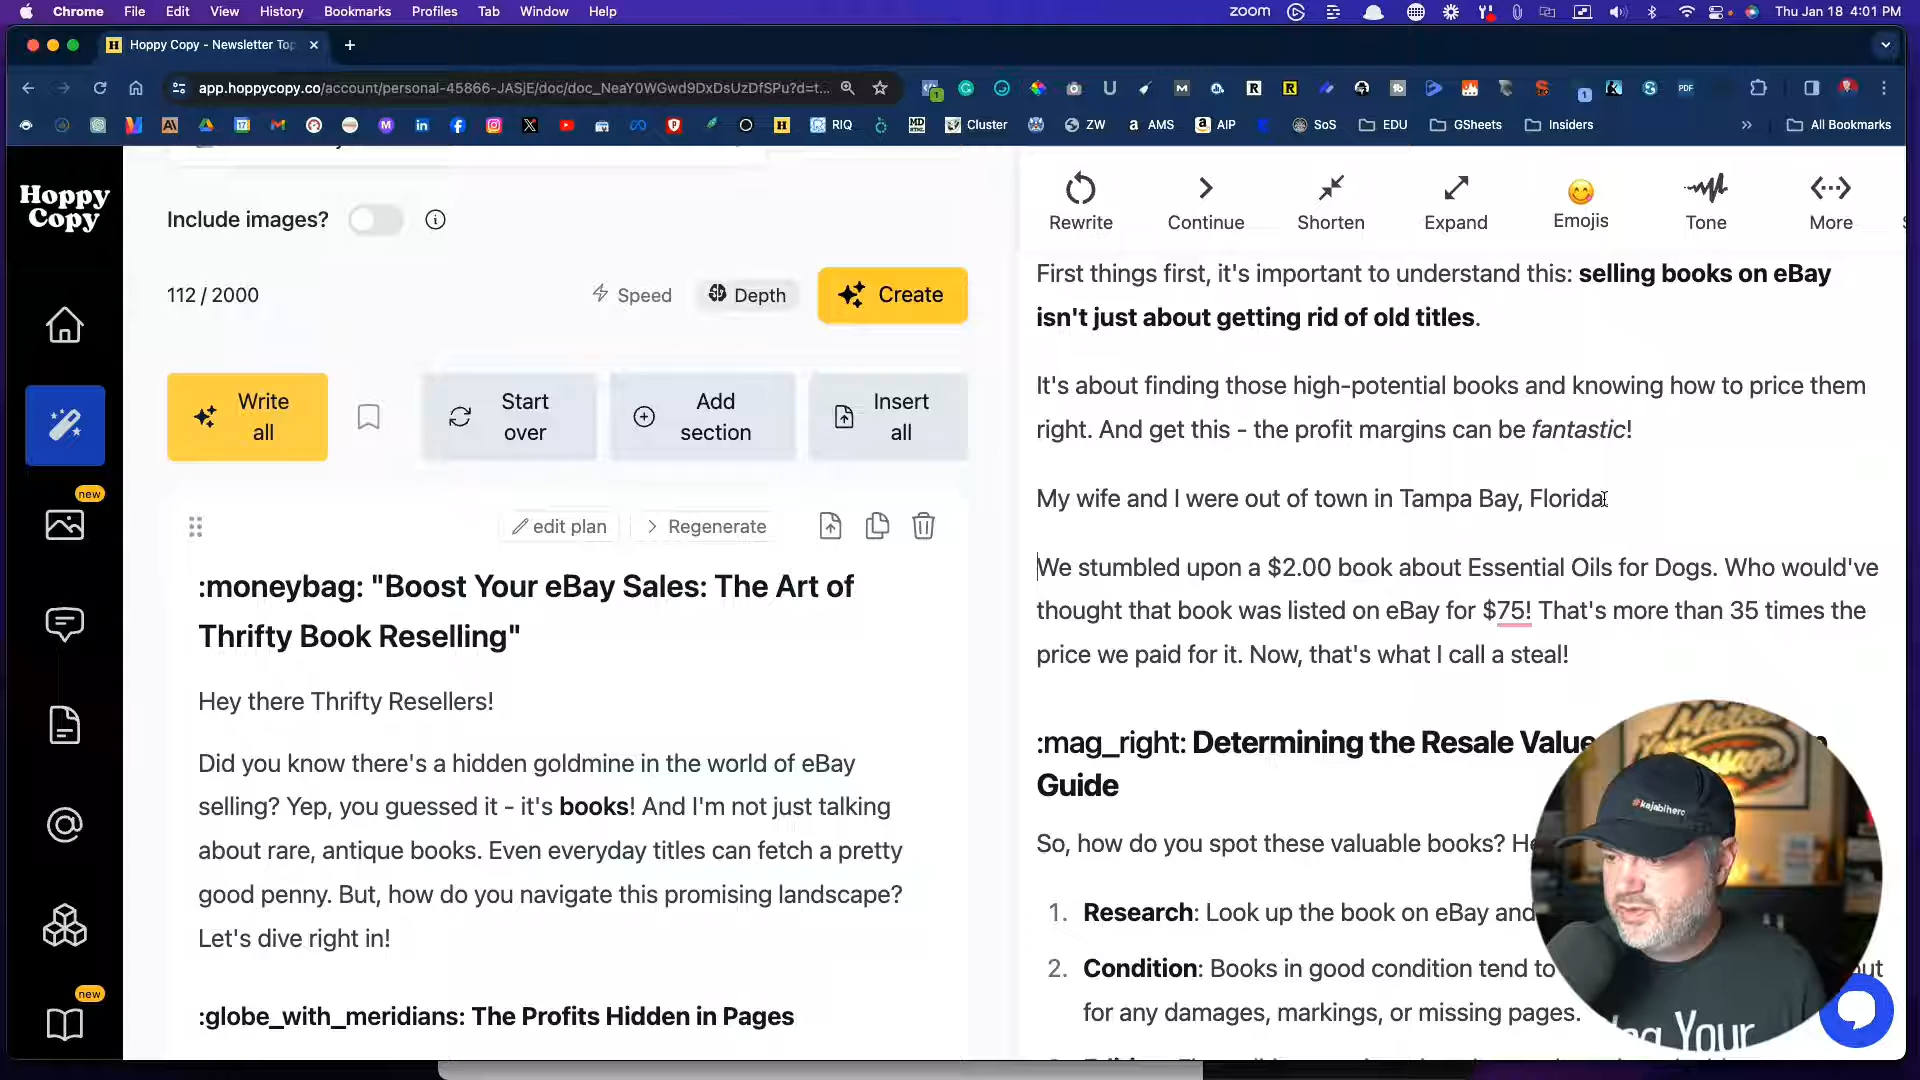 Chrome File Edit View History Bookmarks Profiles Tab Window Help zoom Thu Jan 18 4:01 PM
Hoppy Copy - Newsletter Top
app.hoppycopy.co/account/personal-45866-JASjE/doc/doc_NeaY0WGwd9DxDsUzDfSPu?d=t...
RIQ Cluster ZW AMS AIP SoS EDU GSheets Insiders » All Bookmarks
Hoppy
Copy
new
new
Include images?
112 / 2000 Speed Depth Create
Write all
Start over
Add section
Insert all
edit plan Regenerate
:moneybag: "Boost Your eBay Sales: The Art of
Thrifty Book Reselling"
Hey there Thrifty Resellers!
Did you know there's a hidden goldmine in the world of eBay
selling? Yep, you guessed it - it's books! And I'm not just talking
about rare, antique books. Even everyday titles can fetch a pretty
good penny. But, how do you navigate this promising landscape?
Let's dive right in!
:globe_with_meridians: The Profits Hidden in Pages
Rewrite Continue Shorten Expand Emojis Tone More
First things first, it's important to understand this: selling books on eBay
isn't just about getting rid of old titles.
It's about finding those high-potential books and knowing how to price them
right. And get this - the profit margins can be fantastic!
My wife and I were out of town in Tampa Bay, Florida
We stumbled upon a $2.00 book about Essential Oils for Dogs. Who would've
thought that book was listed on eBay for $75! That's more than 35 times the
price we paid for it. Now, that's what I call a steal!
:mag_right: Determining the Resale Value
Guide
So, how do you spot these valuable books?
1. Research: Look up the book on eBay and
2. Condition: Books in good condition tend to
for any damages, markings, or missing pages.
#kajabihero
Your